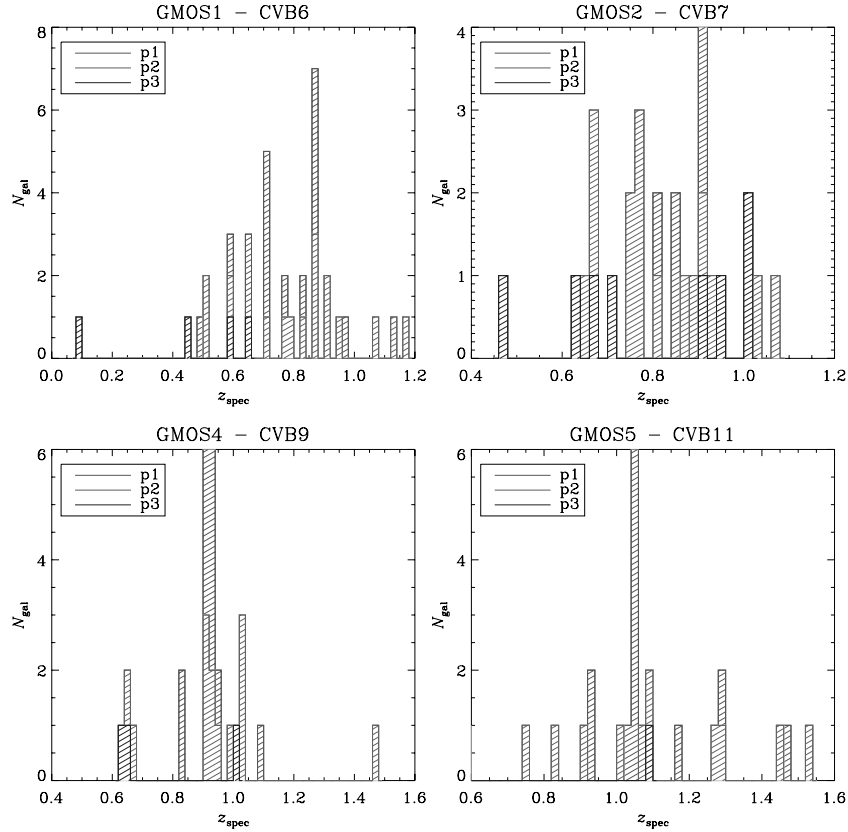 GMOS1 − CVB6
p1
p2
p3
8
6
4
2
0
N_gal
0.0 0.2 0.4 0.6 0.8 1.0 1.2
z_spec
GMOS2 − CVB7
p1
p2
p3
4
3
2
1
0
N_gal
0.4 0.6 0.8 1.0 1.2
z_spec
GMOS4 − CVB9
p1
p2
p3
6
4
2
0
N_gal
0.4 0.6 0.8 1.0 1.2 1.4 1.6
z_spec
GMOS5 − CVB11
p1
p2
p3
6
4
2
0
N_gal
0.6 0.8 1.0 1.2 1.4 1.6
z_spec